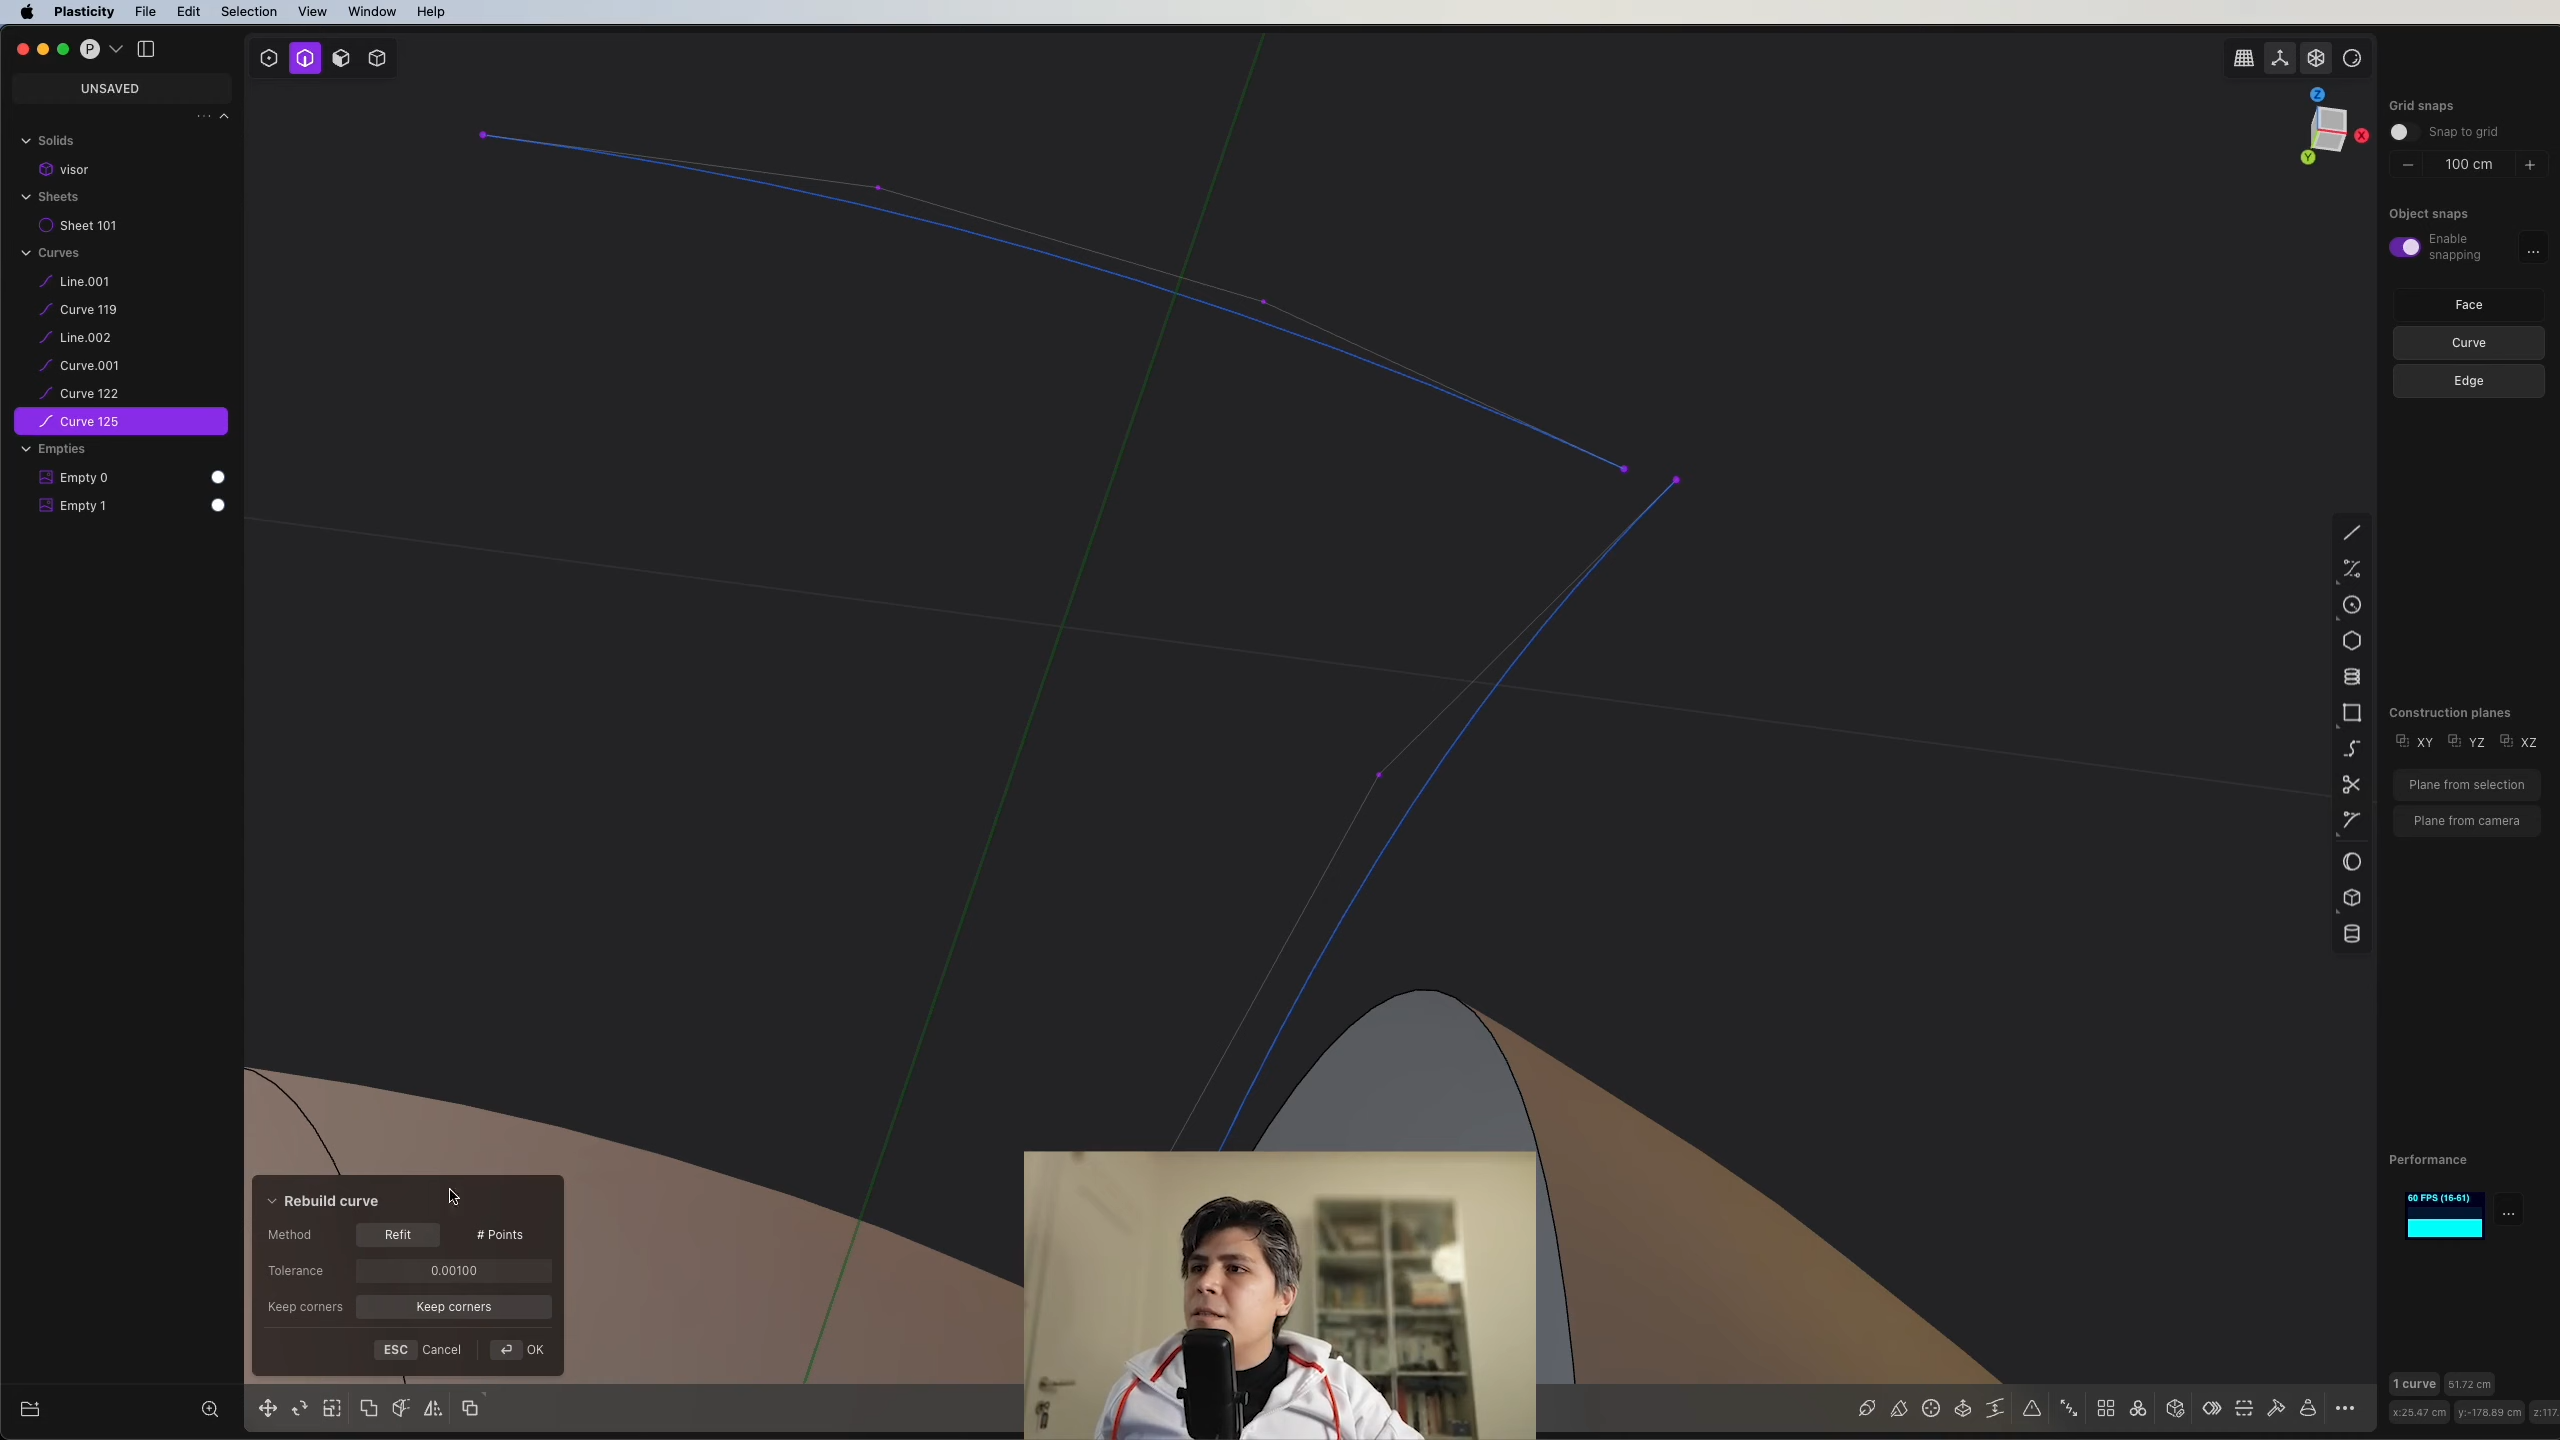 Plasticity File Edit Selection View Window Help
P
UNSAVED
Solids
visor
Sheets
Sheet 101
Curves
Line.001
Curve 119
Line.002
Curve.001
Curve 122
Curve 125
Empties
Empty 0
Empty 1
Z
X
Y
Grid snaps
Snap to grid
100 cm
Object snaps
Enable
snapping
Face
Curve
Edge
Construction planes
XY YZ XZ
Plane from selection
Plane from camera
Performance
60 FPS (16-61)
Rebuild curve
Method Refit # Points
Tolerance 0.00100
Keep corners Keep corners
ESC Cancel OK
1 curve 51.72 cm
x:25.47 cm y:-178.89 cm z:117.